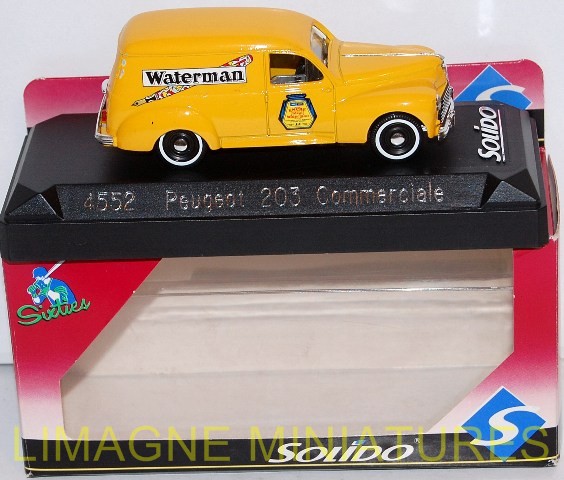 Waterman
SOLIDO
4552 Peugeot 203 Commerciale
Sixties
LIMAGNE MINIATURES
SOLIDO